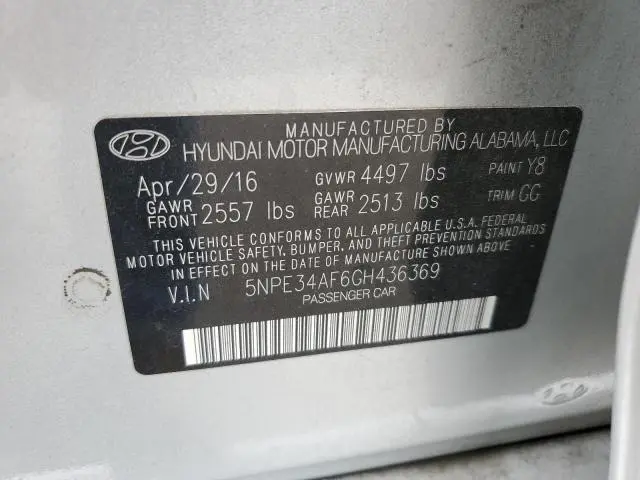 MANUFACTURED BY
HYUNDAI MOTOR MANUFACTURING ALABAMA, LLC
Apr/29/16 GVWR 4497 lbs PAINT Y8
GAWR FRONT 2557 lbs GAWR REAR 2513 lbs TRIM GG
THIS VEHICLE CONFORMS TO ALL APPLICABLE U.S.A. FEDERAL
MOTOR VEHICLE SAFETY, BUMPER, AND THEFT PREVENTION
STANDARDS IN EFFECT ON THE DATE OF MANUFACTURE SHOWN ABOVE.
V.I.N 5NPE34AF6GH436369
PASSENGER CAR